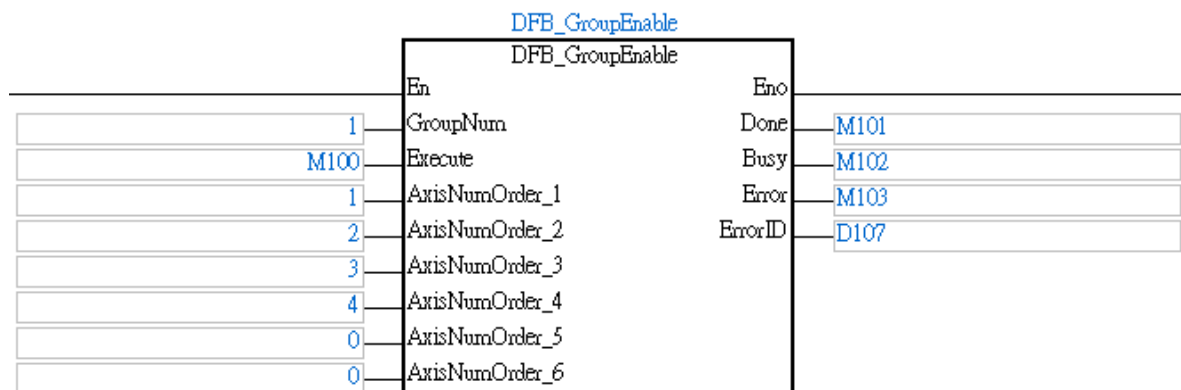 DFB_GroupEnable
DFB_GroupEnable
En Eno
1 GroupNum Done M101
M100 Execute Busy M102
1 AxisNumOrder_1 Error M103
2 AxisNumOrder_2 ErrorID D107
3 AxisNumOrder_3
4 AxisNumOrder_4
0 AxisNumOrder_5
0 AxisNumOrder_6